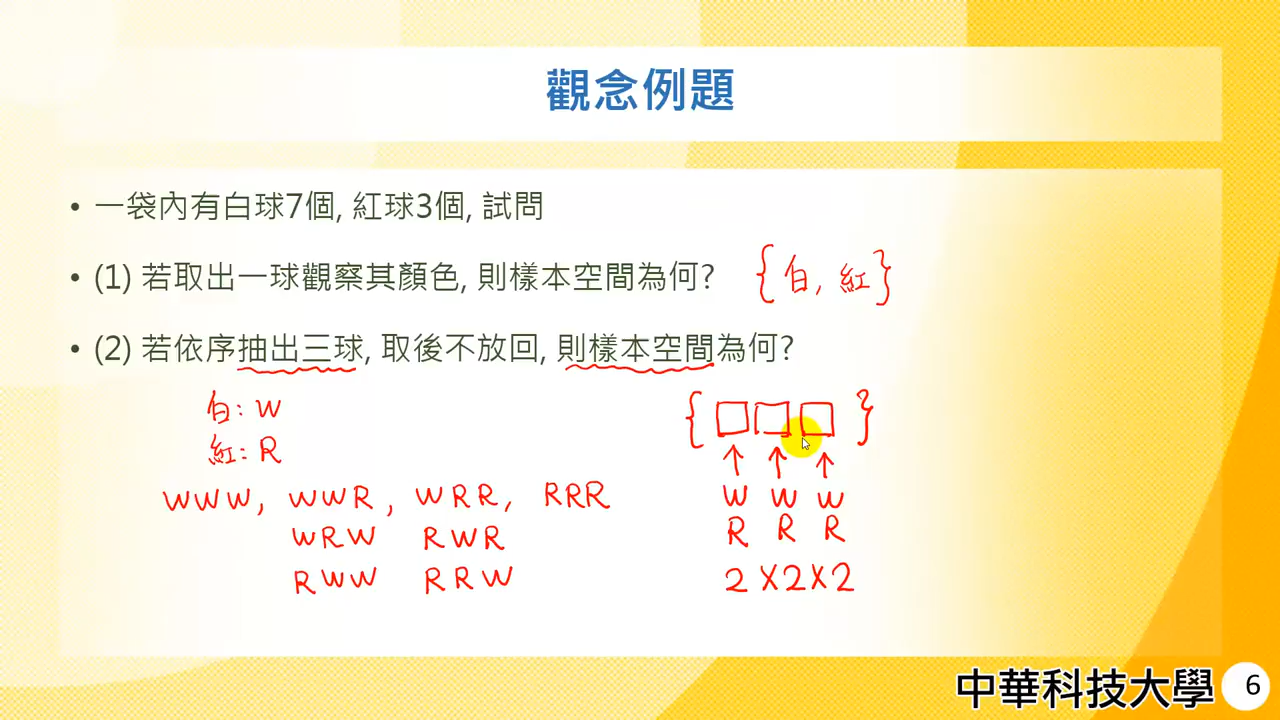 觀念例題
• 一袋內有白球7個, 紅球3個, 試問
• (1) 若取出一球觀察其顏色, 則樣本空間為何? {白, 紅}
• (2) 若依序抽出三球, 取後不放回, 則樣本空間為何?
白: W
紅: R
WWW, WWR, WRR, RRR
WRW RWR
RWW RRW
{□□□}
↑ ↑ ↑
W W W
R R R
2×2×2
中華科技大學 6